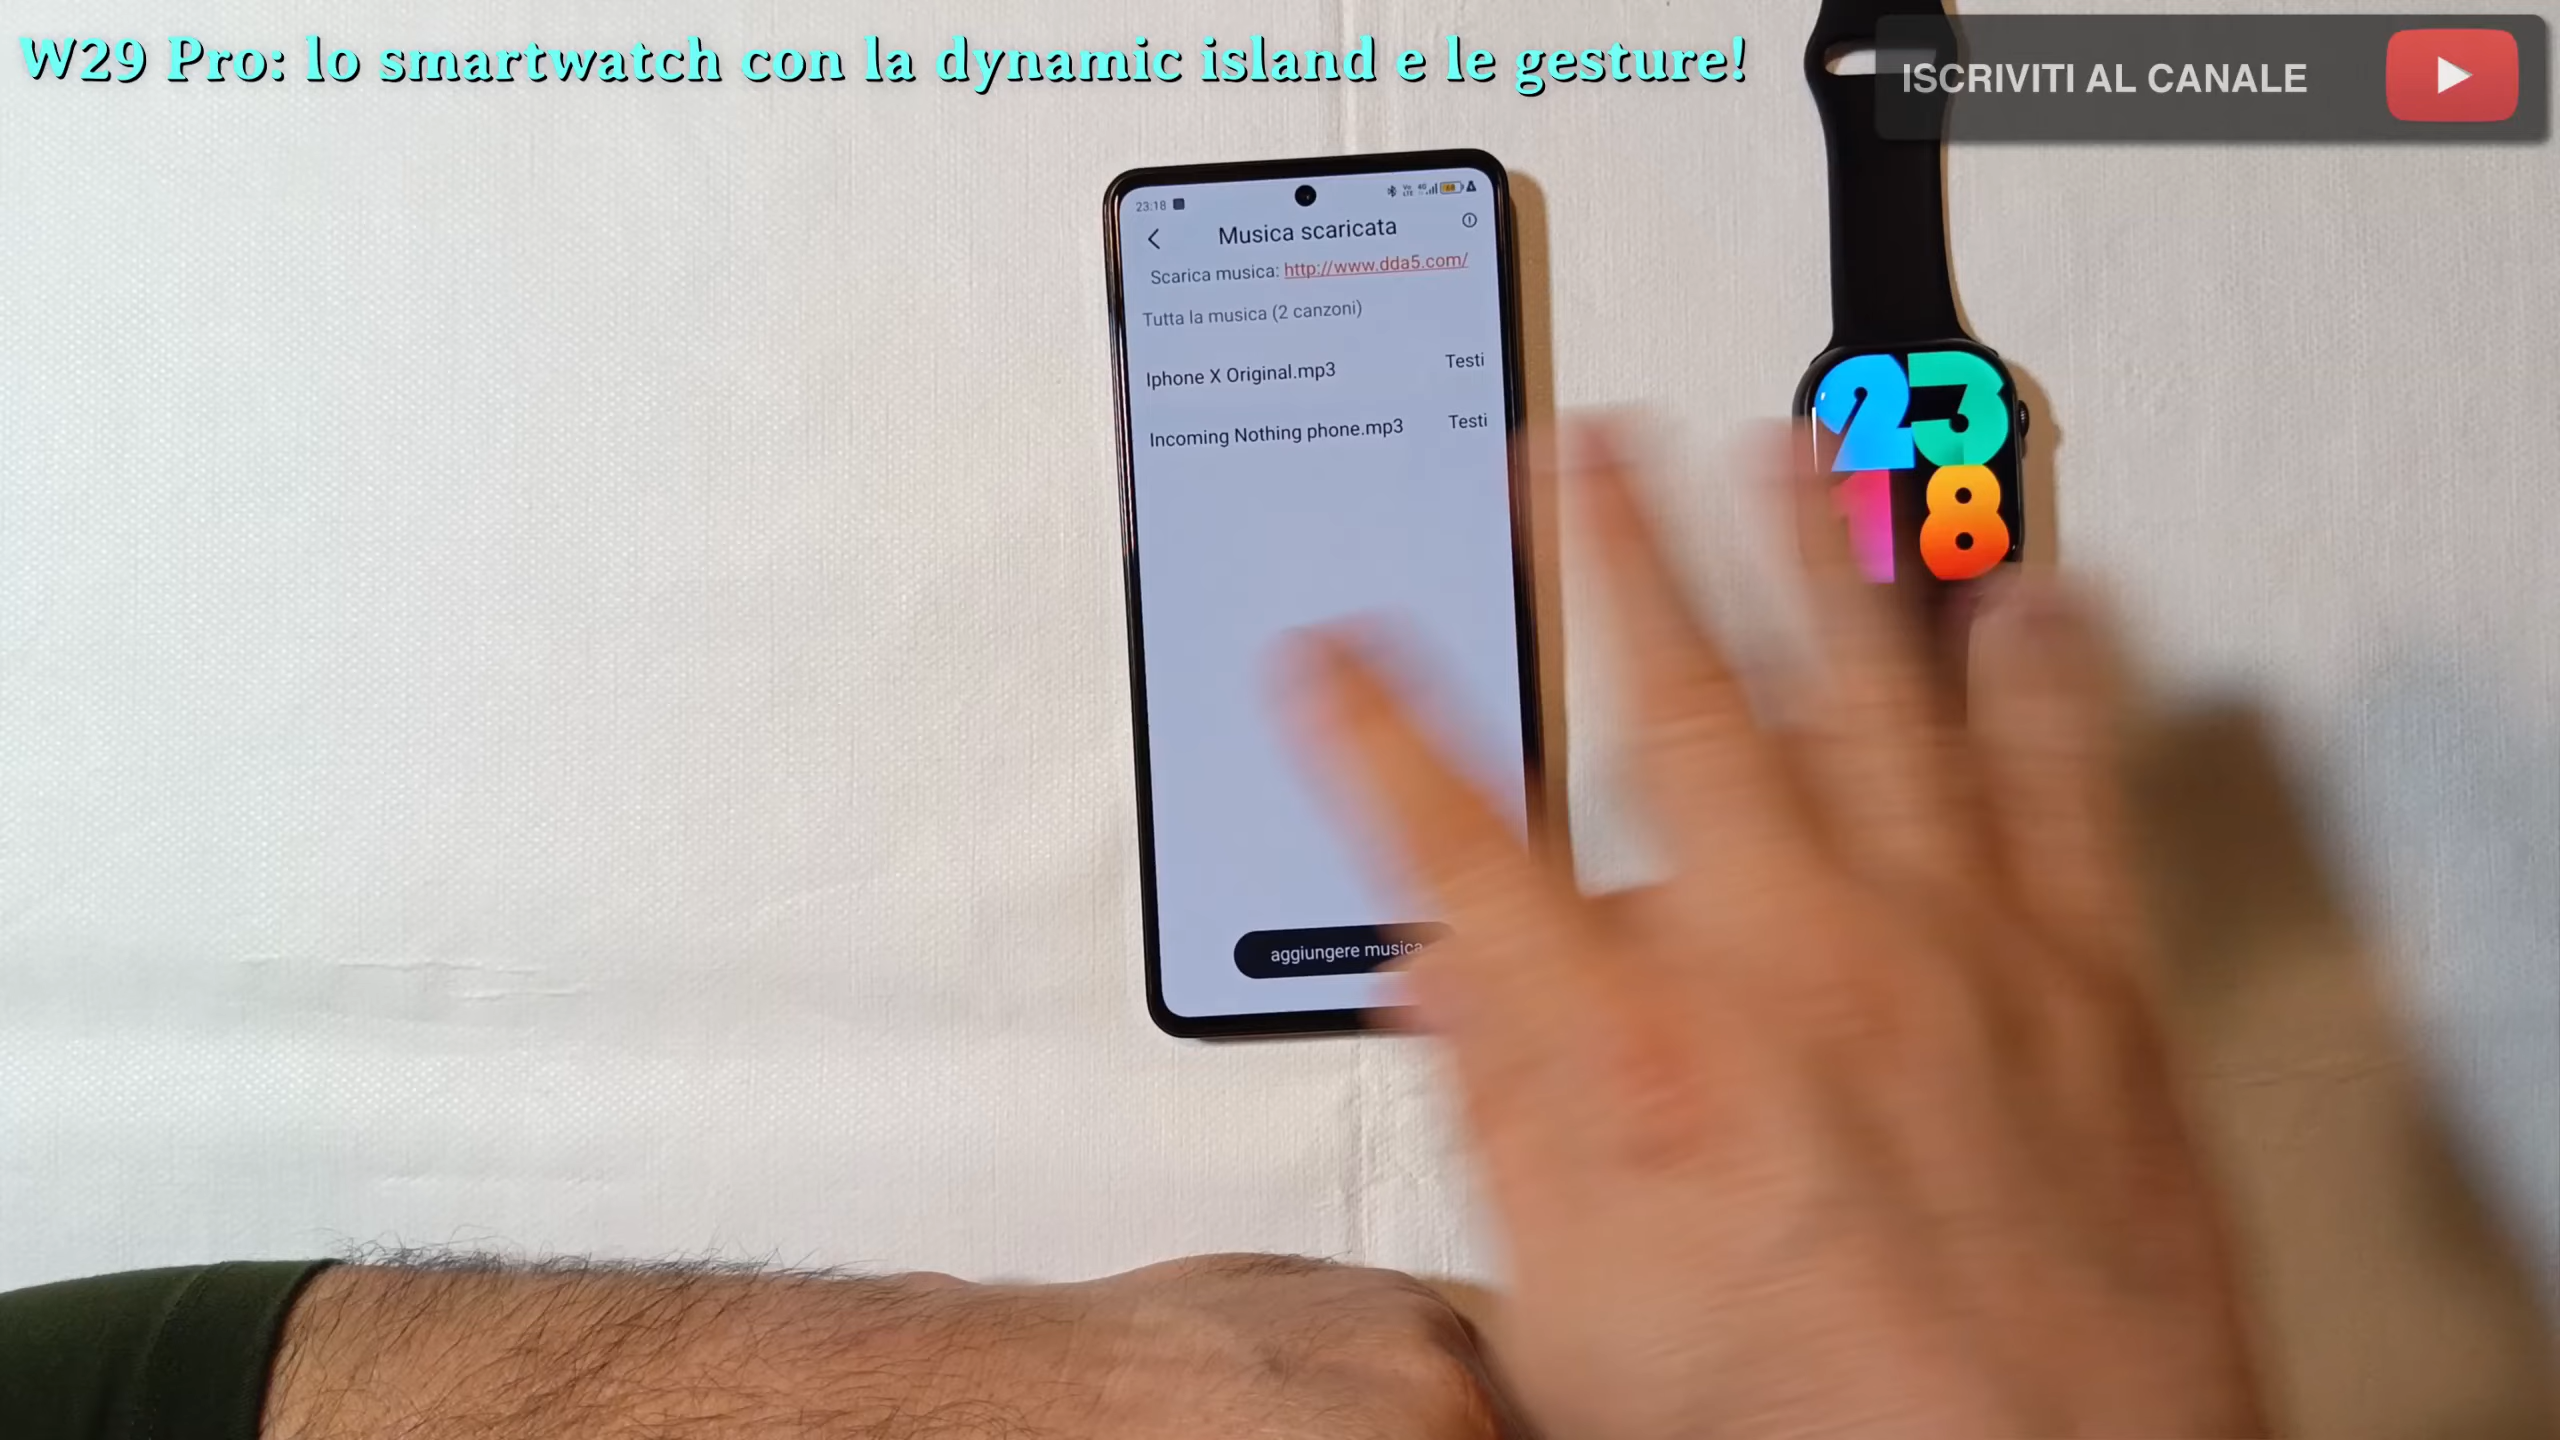 W29 Pro: lo smartwatch con la dynamic island e le gesture!
ISCRIVITI AL CANALE
23:18
Musica scaricata
Scarica musica: http://www.dda5.com/
Tutta la musica (2 canzoni)
Iphone X Original.mp3 Testi
Incoming Nothing phone.mp3 Testi
aggiungere musica
23
18